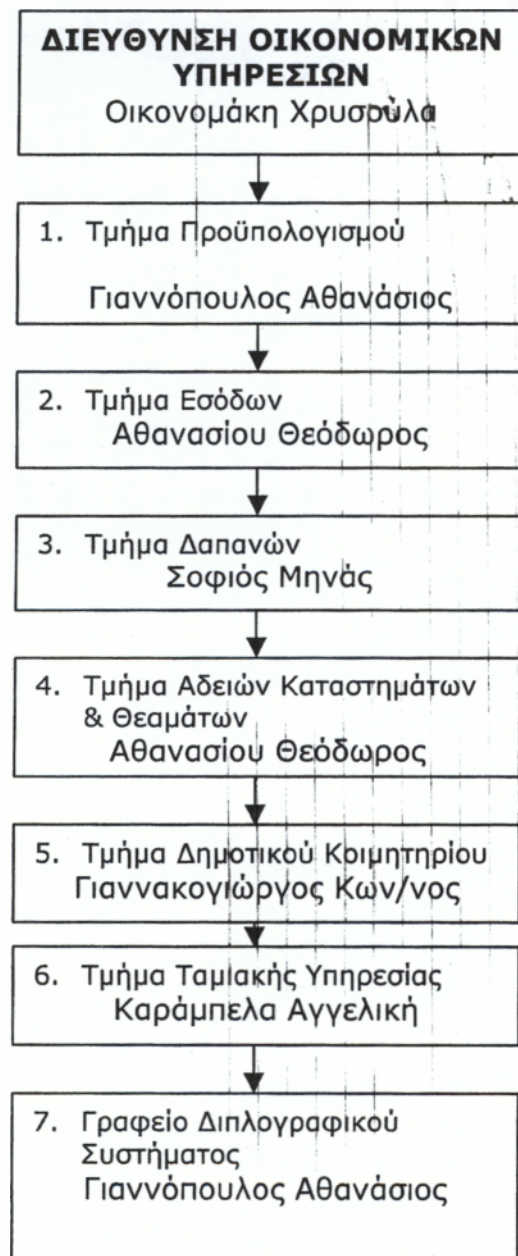 ΔΙΕΥΘΥΝΣΗ ΟΙΚΟΝΟΜΙΚΩΝ
ΥΠΗΡΕΣΙΩΝ
Οικονομάκη Χρυσούλα
1. Τμήμα Προϋπολογισμού
Γιαννόπουλος Αθανάσιος
2. Τμήμα Εσόδων
Αθανασίου Θεόδωρος
3. Τμήμα Δαπανών
Σοφιός Μηνάς
4. Τμήμα Αδειών Καταστημάτων
& Θεαμάτων
Αθανασίου Θεόδωρος
5. Τμήμα Δημοτικού Κοιμητηρίου
Γιαννακογιώργος Κων/νος
6. Τμήμα Ταμιακής Υπηρεσίας
Καράμπελα Αγγελική
7. Γραφείο Διπλογραφικού
Συστήματος
Γιαννόπουλος Αθανάσιος